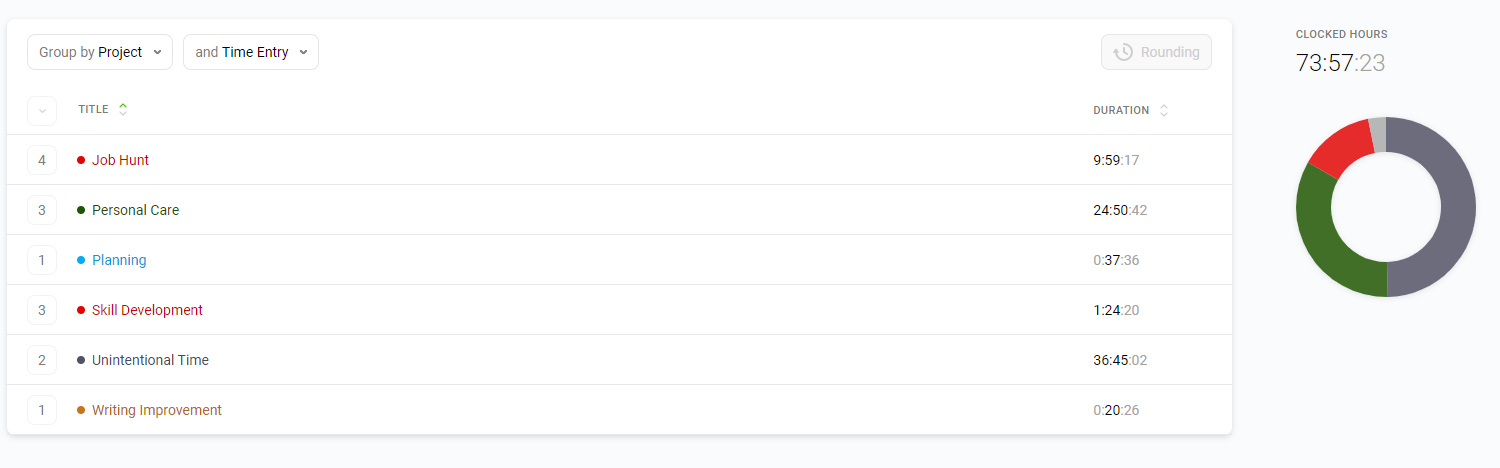 Group by Project and Time Entry Rounding
CLOCKED HOURS
73:57:23
TITLE DURATION
4 Job Hunt 9:59:17
3 Personal Care 24:50:42
1 Planning 0:37:36
3 Skill Development 1:24:20
2 Unintentional Time 36:45:02
1 Writing Improvement 0:20:26